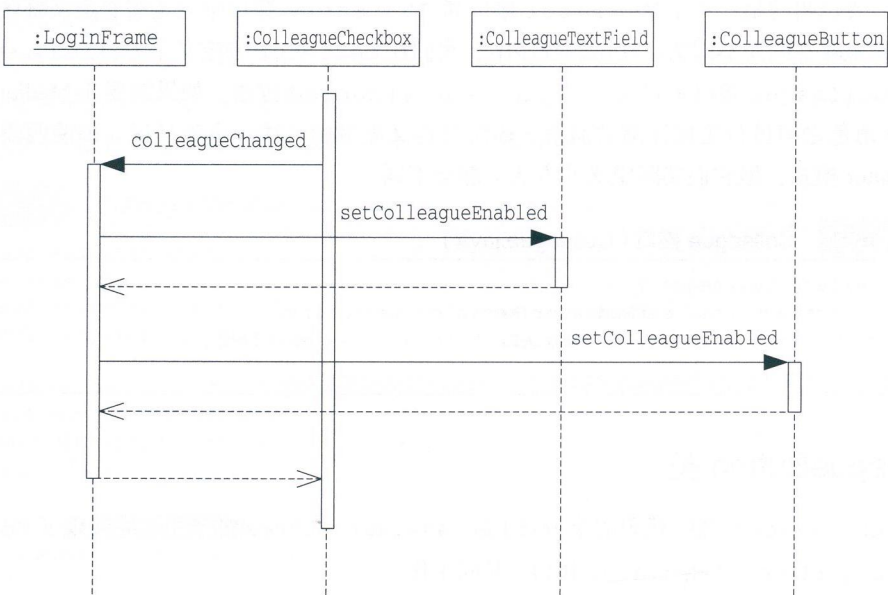 :LoginFrame
:ColleagueCheckbox
:ColleagueTextField
:ColleagueButton
colleagueChanged
setColleagueEnabled
setColleagueEnabled